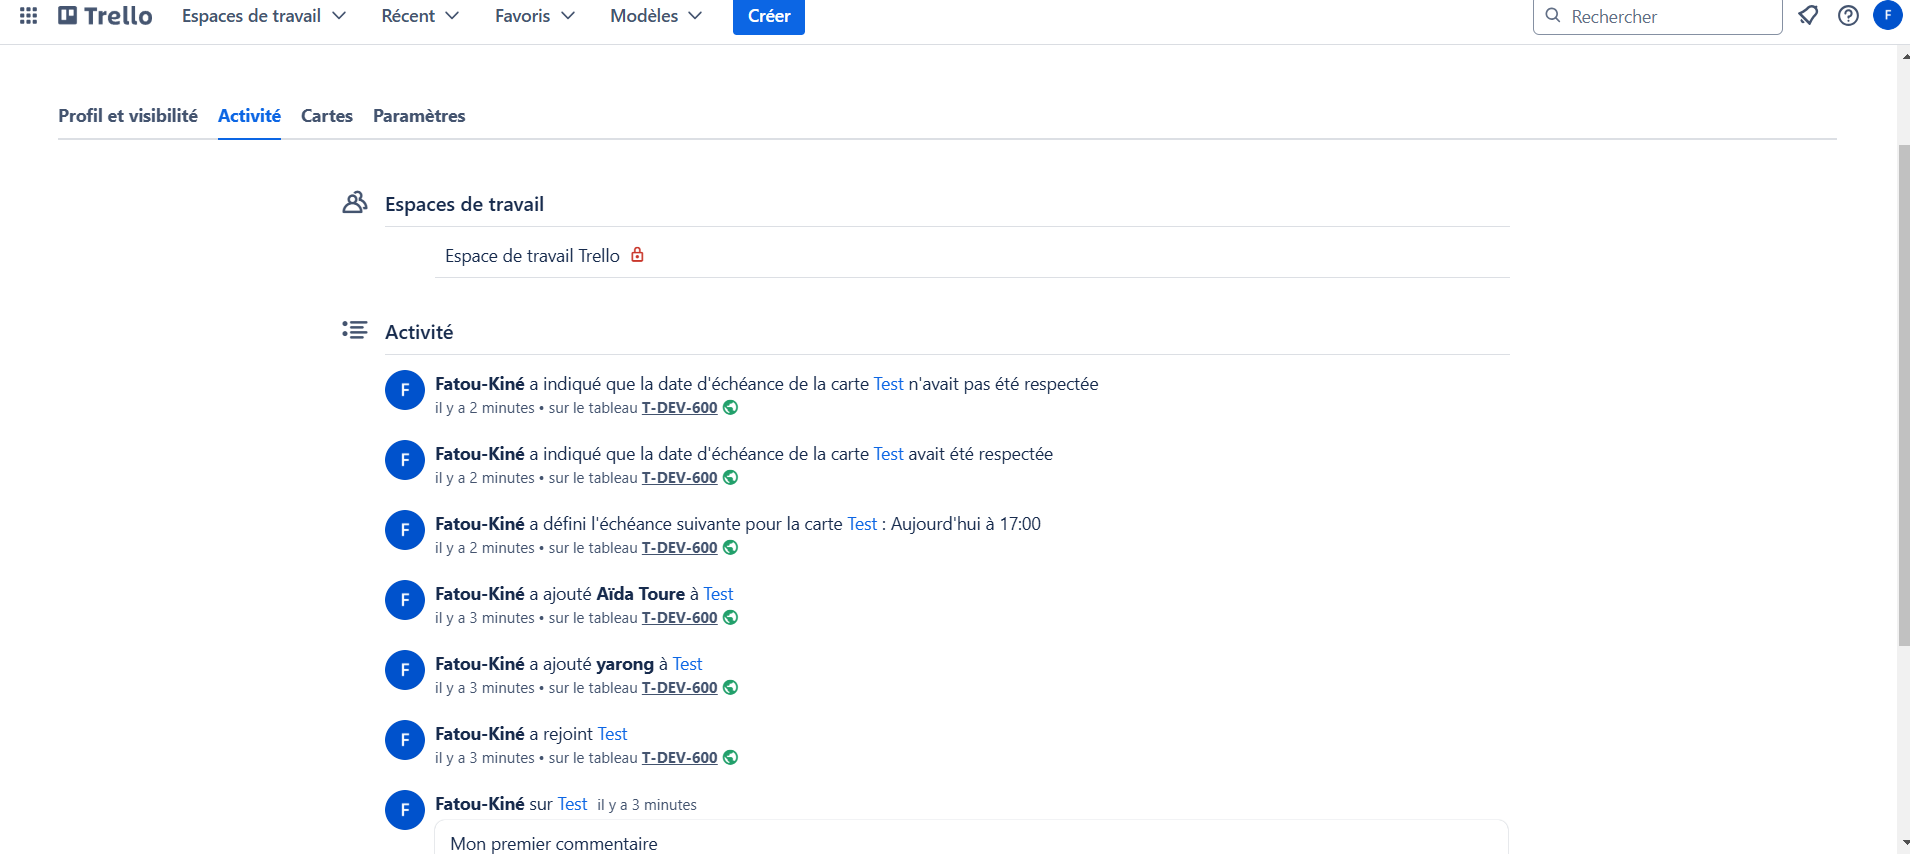 Trello Espaces de travail Récent Favoris Modèles Créer Rechercher F
Profil et visibilité Activité Cartes Paramètres
Espaces de travail
Espace de travail Trello
Activité
F Fatou-Kiné a indiqué que la date d'échéance de la carte Test n'avait pas été respectée
il y a 2 minutes • sur le tableau T-DEV-600
F Fatou-Kiné a indiqué que la date d'échéance de la carte Test avait été respectée
il y a 2 minutes • sur le tableau T-DEV-600
F Fatou-Kiné a défini l'échéance suivante pour la carte Test : Aujourd'hui à 17:00
il y a 2 minutes • sur le tableau T-DEV-600
F Fatou-Kiné a ajouté Aïda Toure à Test
il y a 3 minutes • sur le tableau T-DEV-600
F Fatou-Kiné a ajouté yarong à Test
il y a 3 minutes • sur le tableau T-DEV-600
F Fatou-Kiné a rejoint Test
il y a 3 minutes • sur le tableau T-DEV-600
F Fatou-Kiné sur Test il y a 3 minutes
Mon premier commentaire